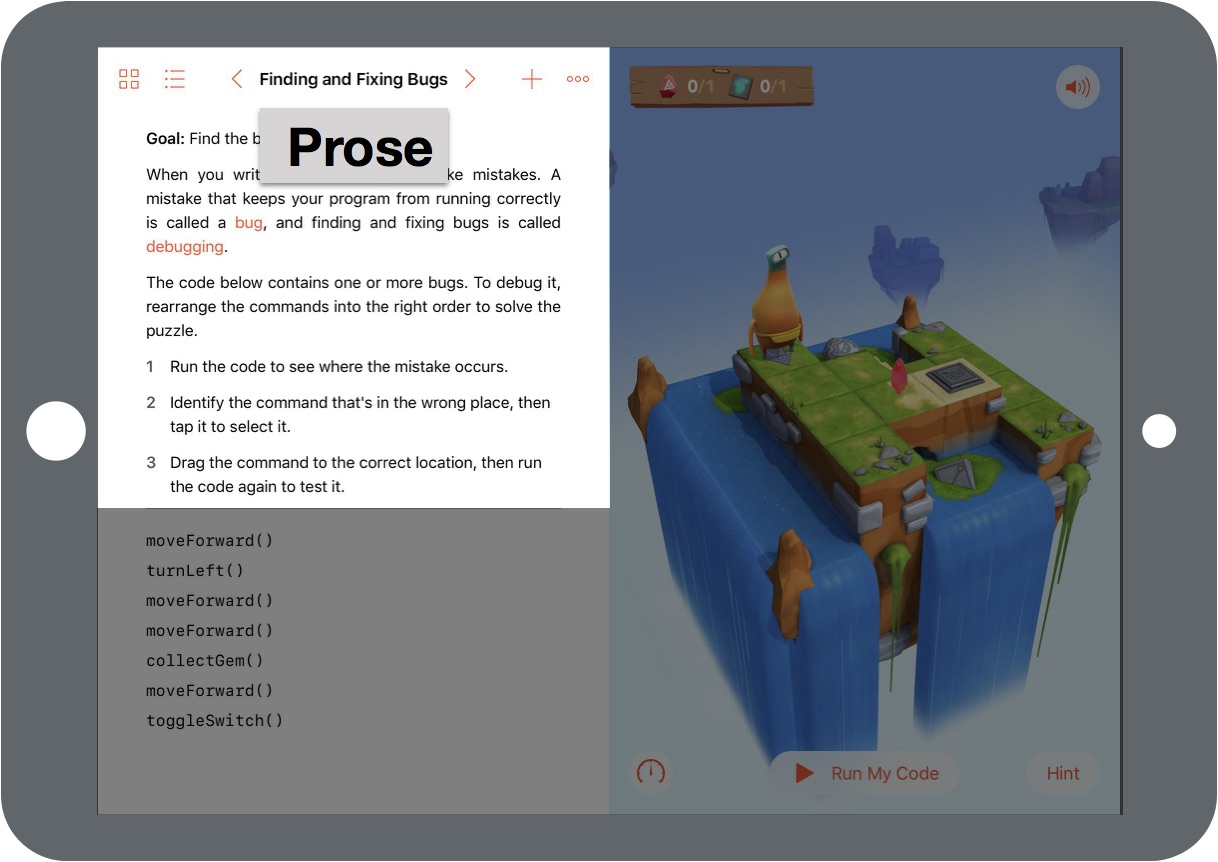 Finding and Fixing Bugs
0/1 0/1
Prose
Goal: Find the
When you ke mistakes. A
mistake that keeps your program from running correctly
is called a bug, and finding and fixing bugs is called
debugging.
The code below contains one or more bugs. To debug it,
rearrange the commands into the right order to solve the
puzzle.
1 Run the code to see where the mistake occurs.
2 Identify the command that's in the wrong place, then
tap it to select it.
3 Drag the command to the correct location, then run
the code again to test it.
moveForward()
turnLeft()
moveForward()
moveForward()
collectGem()
moveForward()
toggleSwitch()
Run My Code
Hint